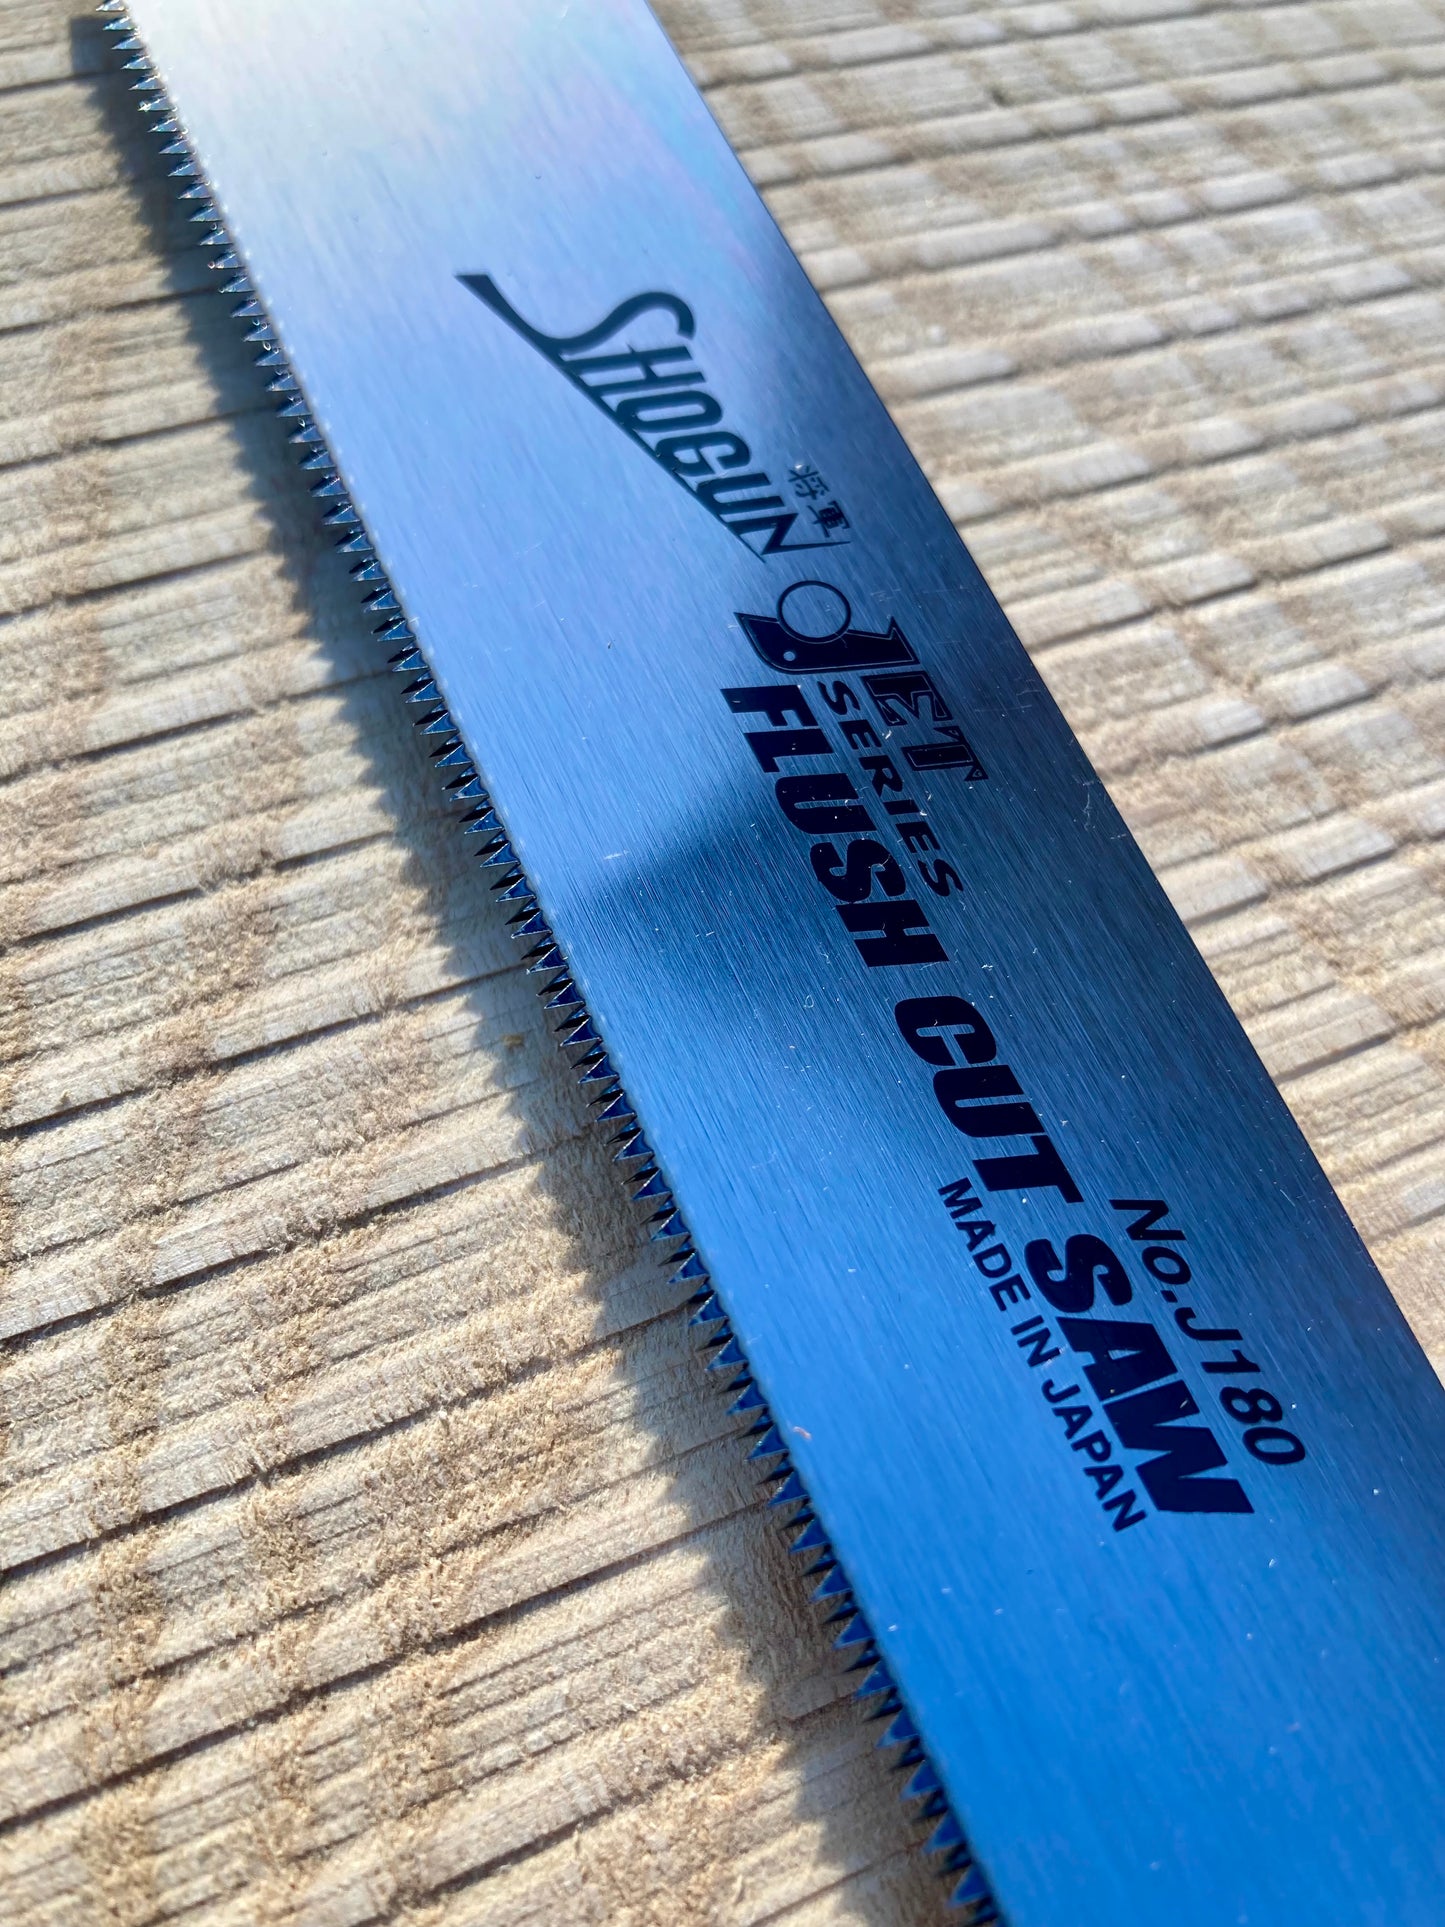 SHOGUN
将軍
JET
SERIES
FLUSH CUT SAW
No.J180
MADE IN JAPAN